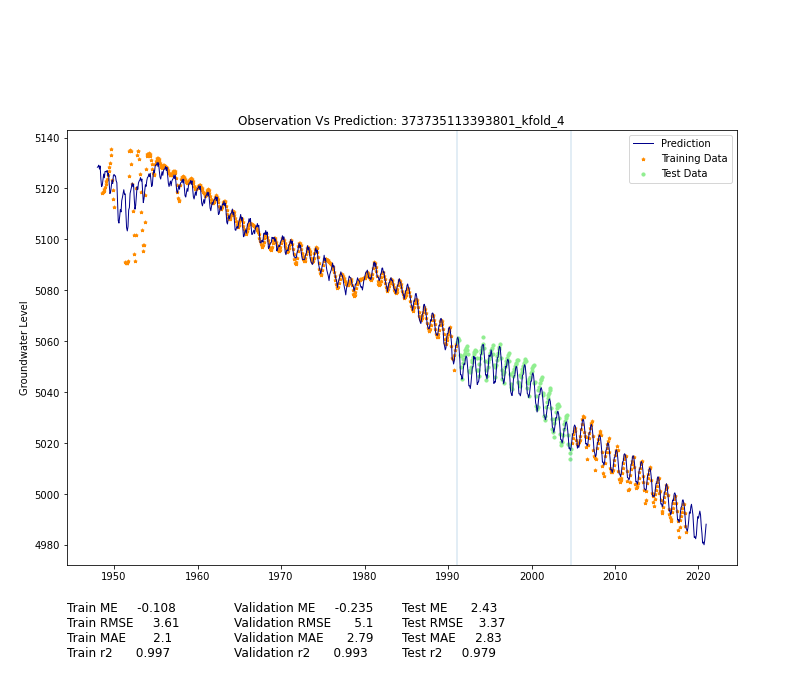 Observation Vs Prediction: 373735113393801_kfold_4
Prediction
Training Data
Test Data
Groundwater Level
5140
5120
5100
5080
5060
5040
5020
5000
4980
1950 1960 1970 1980 1990 2000 2010 2020
Train ME -0.108 Validation ME -0.235 Test ME 2.43
Train RMSE 3.61 Validation RMSE 5.1 Test RMSE 3.37
Train MAE 2.1 Validation MAE 2.79 Test MAE 2.83
Train r2 0.997 Validation r2 0.993 Test r2 0.979